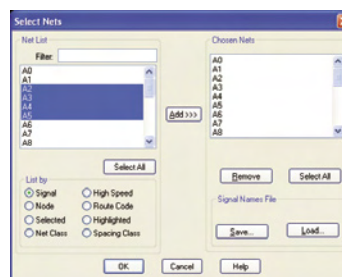 Select Nets
Net List
Filter:
A0
A1
A2
A3
A4
A5
A6
A7
A8
Select All
List by
Signal
High Speed
Node
Route Code
Selected
Highlighted
Net Class
Spacing Class
Add >>>
Chosen Nets
A0
A1
A2
A3
A4
A5
A6
A7
A8
Remove
Select All
Signal Names File
Save...
Load...
OK
Cancel
Help